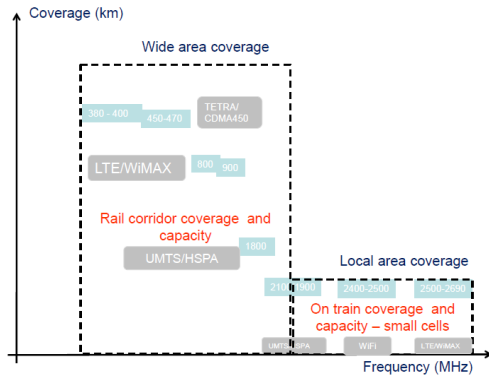 Coverage (km)
Wide area coverage
380 - 400
450-470
TETRA/
CDMA450
LTE/WiMAX
800
900
Rail corridor coverage and
capacity
1800
UMTS/HSPA
Local area coverage
2100
1900
2400-2500
2500-2690
On train coverage and
capacity – small cells
UMTS/HSPA
WiFi
LTE/WiMAX
Frequency (MHz)